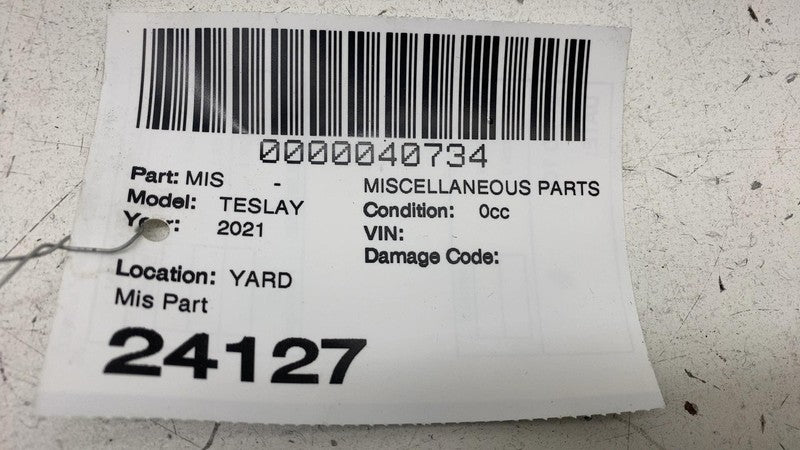 0000040734
Part: MIS - MISCELLANEOUS PARTS
Model: TESLAY Condition: 0cc
Year: 2021 VIN:
Location: YARD Damage Code:
Mis Part
24127